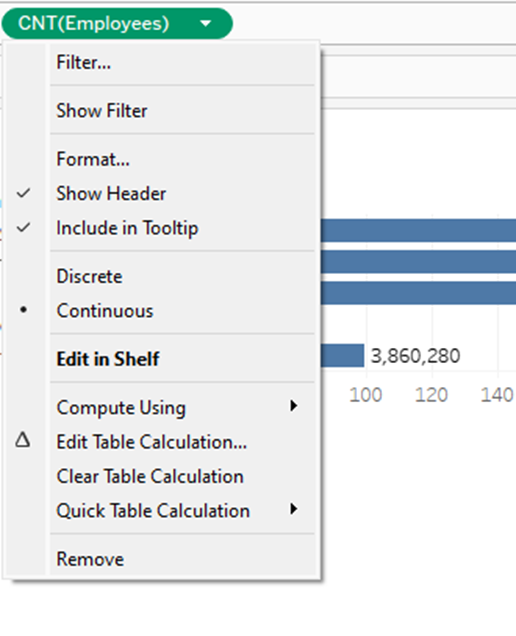 CNT(Employees)
Filter...
Show Filter
Format...
Show Header
Include in Tooltip
Discrete
Continuous
Edit in Shelf
3,860,280
100 120 140
Compute Using
Edit Table Calculation...
Clear Table Calculation
Quick Table Calculation
Remove